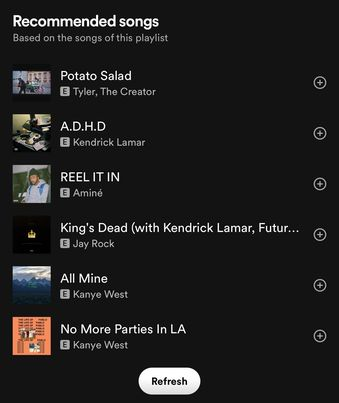 Recommended songs
Based on the songs of this playlist
Potato Salad
E Tyler, The Creator
A.D.H.D
E Kendrick Lamar
REEL IT IN
E Aminé
King's Dead (with Kendrick Lamar, Futur...
E Jay Rock
All Mine
E Kanye West
No More Parties In LA
E Kanye West
Refresh